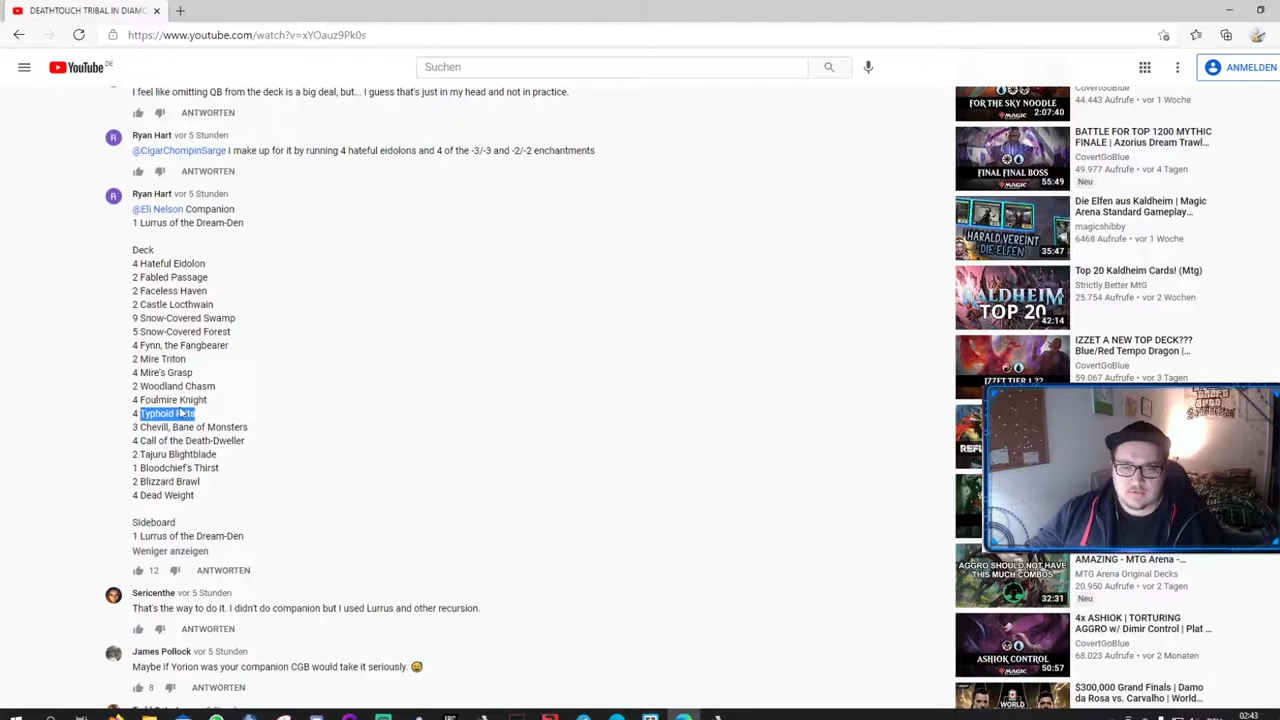 DEATHTOUCH TRIBAL IN DIAMC
https://www.youtube.com/watch?v=xYOauz9Pk0s
YouTube DE
Suchen
ANMELDEN
I feel like omitting QB from the deck is a big deal, but... I guess that's just in my head and not in practice.
ANTWORTEN
Ryan Hart vor 5 Stunden
@CigarChompinSarge I make up for it by running 4 hateful eidolons and 4 of the -3/-3 and -2/-2 enchantments
ANTWORTEN
Ryan Hart vor 5 Stunden
@Eli Nelson Companion
1 Lurrus of the Dream-Den
Deck
4 Hateful Eidolon
2 Fabled Passage
2 Faceless Haven
2 Castle Locthwain
9 Snow-Covered Swamp
5 Snow-Covered Forest
4 Fynn, the Fangbearer
2 Mire Triton
4 Mire's Grasp
2 Woodland Chasm
4 Foulmire Knight
4 Typhoid
3 Chevill, Bane of Monsters
4 Call of the Death-Dweller
2 Tajuru Blightblade
1 Bloodchief's Thirst
2 Blizzard Brawl
4 Dead Weight
Sideboard
1 Lurrus of the Dream-Den
Weniger anzeigen
12 ANTWORTEN
Sericenthe vor 5 Stunden
That's the way to do it. I didn't do companion but I used Lurrus and other recursion.
ANTWORTEN
James Pollock vor 5 Stunden
Maybe if Yorion was your companion CGB would take it seriously. 😅
8 ANTWORTEN
FOR THE SKY NOODLE
MAGIC
2:07:40
CovertGoBlue
44.443 Aufrufe • vor 1 Woche
FINAL FINAL BOSS
MAGIC
55:49
BATTLE FOR TOP 1200 MYTHIC
FINALE | Azorius Dream Trawl...
CovertGoBlue
49.977 Aufrufe • vor 4 Tagen
Neu
HARALD VEREINT
DIE ELFEN
35:47
Die Elfen aus Kaldheim | Magic
Arena Standard Gameplay...
magicshibby
6468 Aufrufe • vor 1 Woche
KALDHEIM
TOP 20
42:14
Top 20 Kaldheim Cards! (Mtg)
Strictly Better MtG
25.754 Aufrufe • vor 2 Wochen
IZZET TIER 1.??
IZZET A NEW TOP DECK???
Blue/Red Tempo Dragon |...
CovertGoBlue
59.067 Aufrufe • vor 3 Tagen
AGGRO SHOULD NOT HAVE
THIS MUCH COMBOS
32:31
AMAZING - MTG Arena -...
MTG Arena Original Decks
20.950 Aufrufe • vor 2 Tagen
Neu
ASHIOK CONTROL
MAGIC
50:57
4x ASHIOK | TORTURING
AGGRO w/ Dimir Control | Plat ...
CovertGoBlue
68.023 Aufrufe • vor 2 Monaten
WORLD
$300,000 Grand Finals | Damo
da Rosa vs. Carvalho | World...
02:43